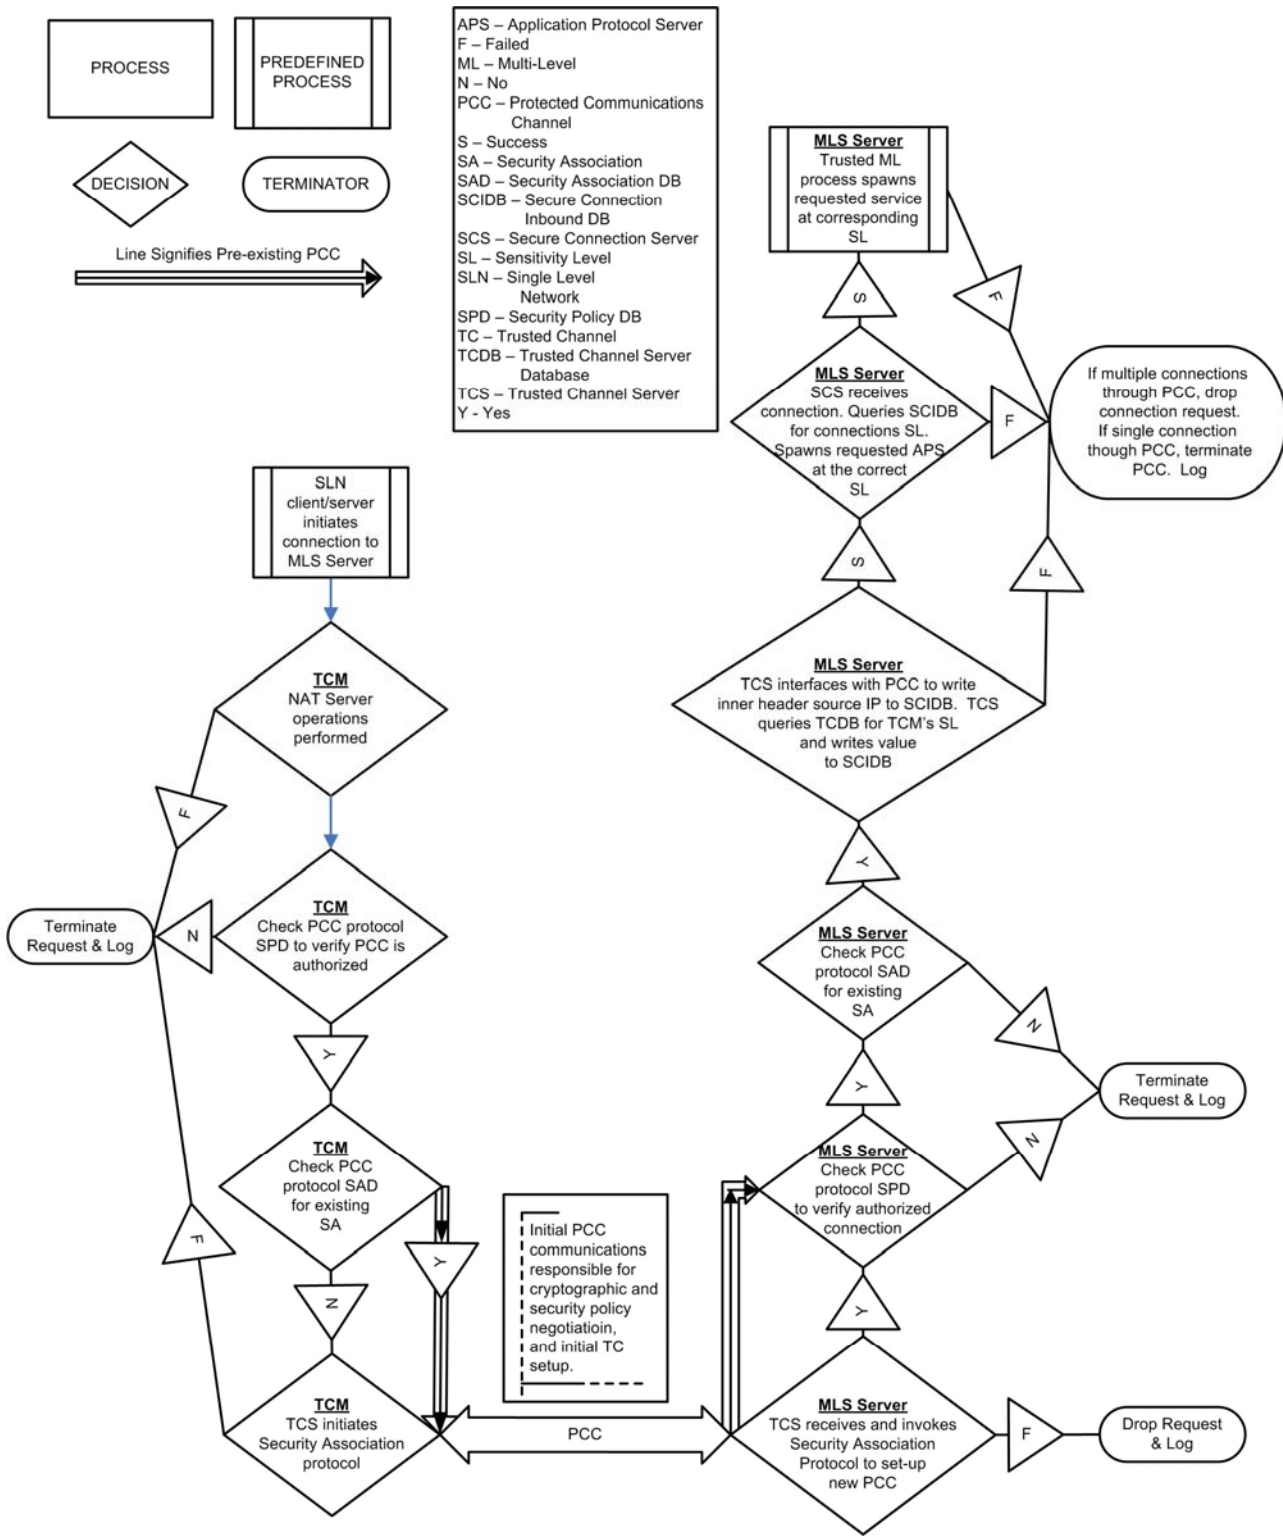 PROCESS
PREDEFINED
PROCESS
DECISION
TERMINATOR
Line Signifies Pre-existing PCC
APS – Application Protocol Server
F – Failed
ML – Multi-Level
N – No
PCC – Protected Communications
Channel
S – Success
SA – Security Association
SAD – Security Association DB
SCIDB – Secure Connection
Inbound DB
SCS – Secure Connection Server
SL – Sensitivity Level
SLN – Single Level
Network
SPD – Security Policy DB
TC – Trusted Channel
TCDB – Trusted Channel Server
Database
TCS – Trusted Channel Server
Y - Yes
MLS Server
Trusted ML
process spawns
requested service
at corresponding
SL
F
S
MLS Server
SCS receives
connection. Queries SCIDB
for connections SL.
Spawns requested APS
at the correct
SL
F
If multiple connections
through PCC, drop
connection request.
If single connection
though PCC, terminate
PCC. Log
S
F
MLS Server
TCS interfaces with PCC to write
inner header source IP to SCIDB. TCS
queries TCDB for TCM's SL
and writes value
to SCIDB
Y
MLS Server
Check PCC
protocol SAD
for existing
SA
N
Terminate
Request & Log
Y
N
MLS Server
Check PCC
protocol SPD
to verify authorized
connection
Y
MLS Server
TCS receives and invokes
Security Association
Protocol to set-up
new PCC
F
Drop Request
& Log
SLN
client/server
initiates
connection to
MLS Server
TCM
NAT Server
operations
performed
F
TCM
Check PCC protocol
SPD to verify PCC is
authorized
N
Terminate
Request & Log
Y
TCM
Check PCC
protocol SAD
for existing
SA
Y
F
N
TCM
TCS initiates
Security Association
protocol
Initial PCC
communications
responsible for
cryptographic and
security policy
negotiatioin,
and initial TC
setup.
PCC